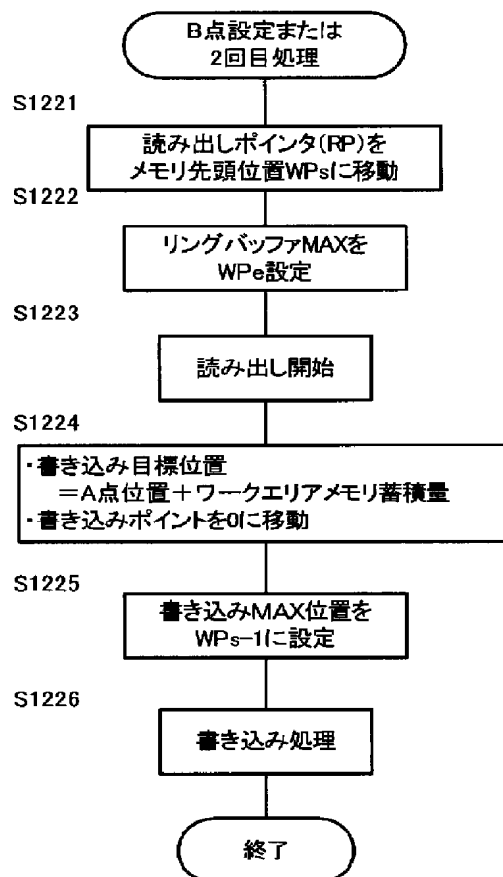 B点設定または
2回目処理
S1221
読み出しポインタ(RP)を
メモリ先頭位置WPsに移動
S1222
リングバッファMAXを
WPe設定
S1223
読み出し開始
S1224
・書き込み目標位置
＝A点位置＋ワークエリアメモリ蓄積量
・書き込みポイントを0に移動
S1225
書き込みMAX位置を
WPs-1に設定
S1226
書き込み処理
終了